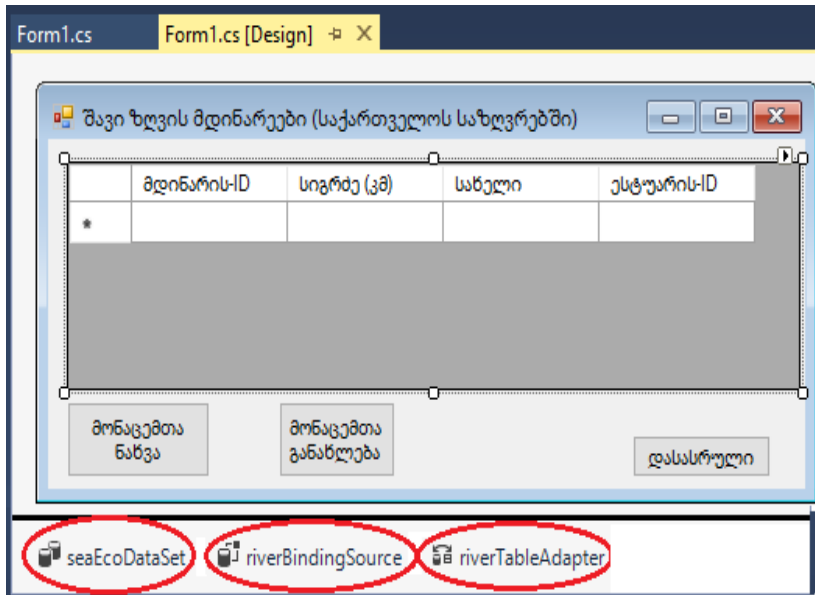 Form1.cs Form1.cs [Design]
შავი ზღვის მდინარეები (საქართველოს საზღვრებში)
მდინარის-ID სიგრძე (კმ) სახელი ესტუარის-ID
*
მონაცემთა
ნახვა
მონაცემთა
განახლება
დასასრული
seaEcoDataSet riverBindingSource riverTableAdapter